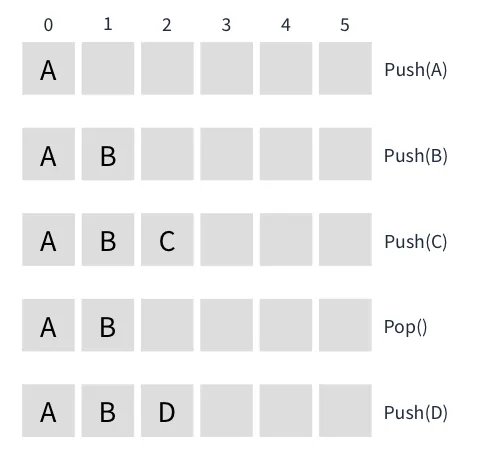 0 1 2 3 4 5
A Push(A)
A B Push(B)
A B C Push(C)
A B Pop()
A B D Push(D)